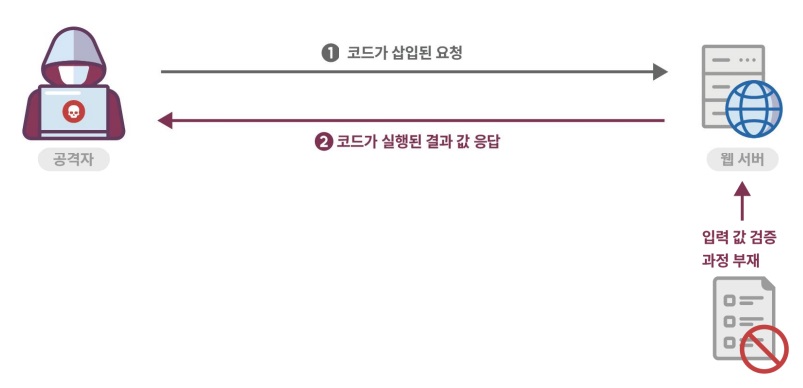 1 코드가 삽입된 요청
2 코드가 실행된 결과 값 응답
공격자
웹 서버
입력 값 검증
과정 부재